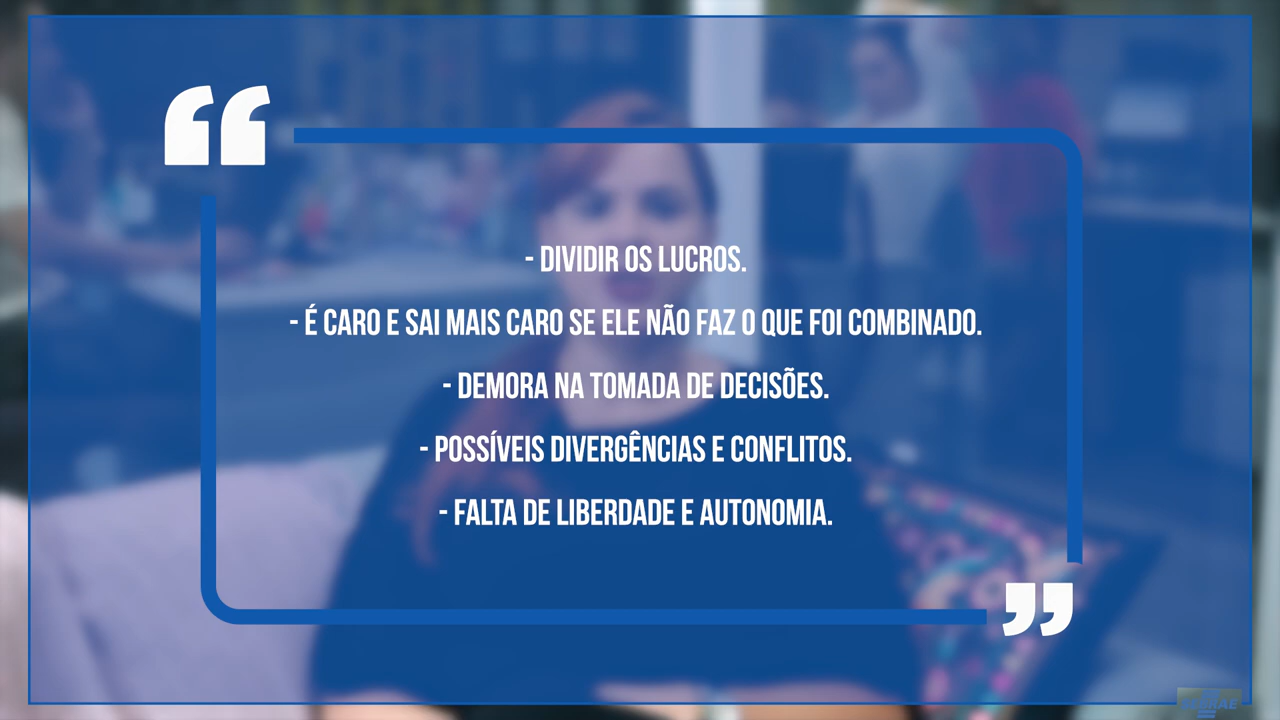 “
- DIVIDIR OS LUCROS.
- É CARO E SAI MAIS CARO SE ELE NÃO FAZ O QUE FOI COMBINADO.
- DEMORA NA TOMADA DE DECISÕES.
- POSSÍVEIS DIVERGÊNCIAS E CONFLITOS.
- FALTA DE LIBERDADE E AUTONOMIA.
”
SEBRAE